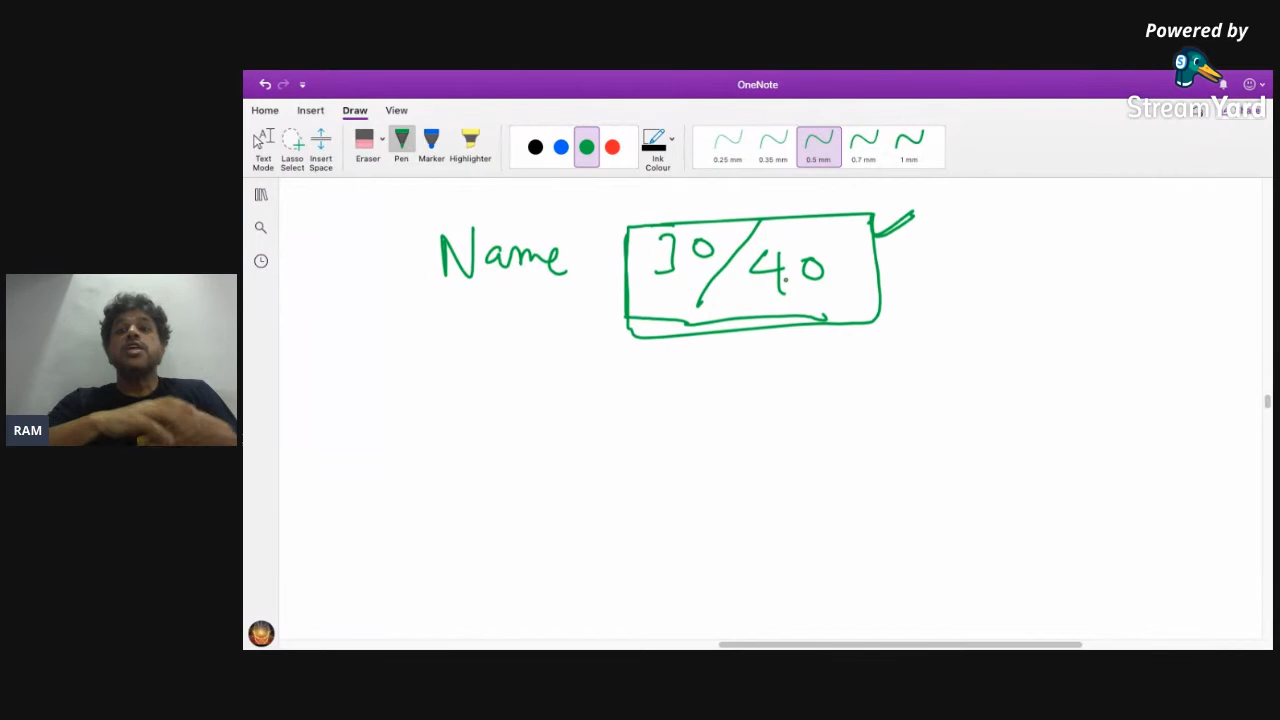 Powered by
StreamYard
OneNote
Home Insert Draw View
Text Mode
Lasso Select
Insert Space
Eraser
Pen
Marker
Highlighter
Ink Colour
0.25 mm
0.35 mm
0.5 mm
0.7 mm
1 mm
Name 30/40
RAM